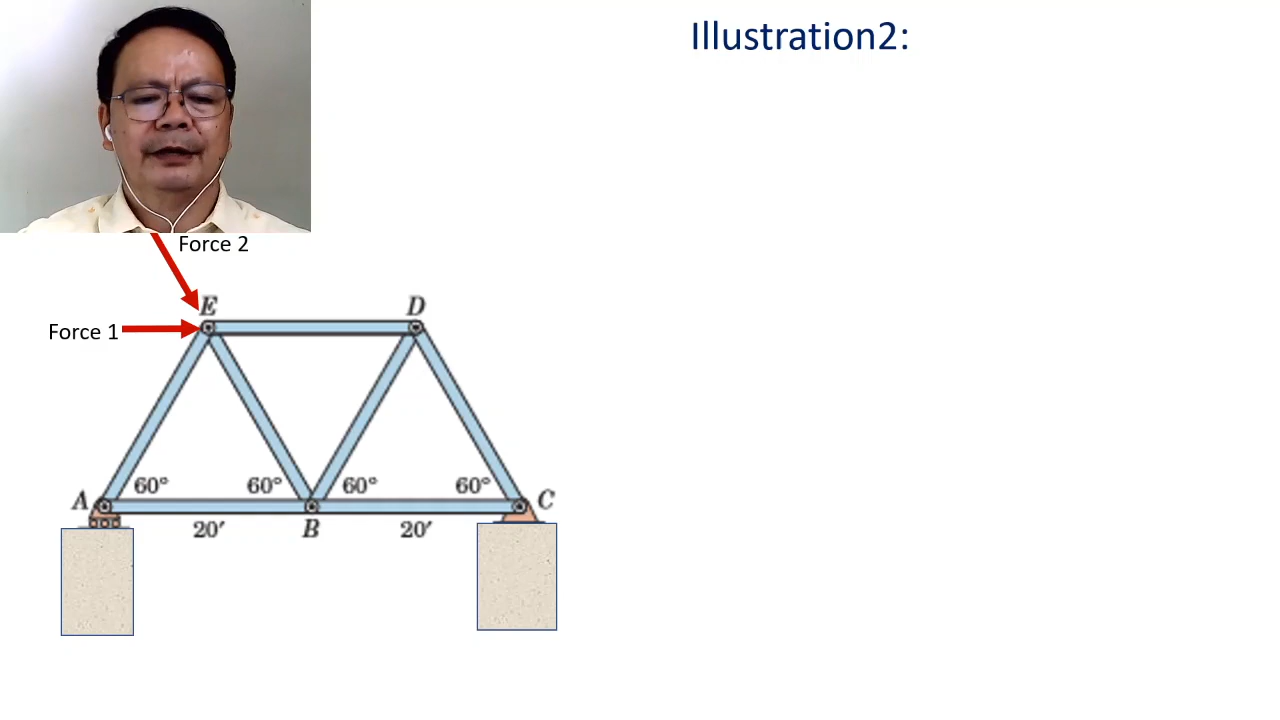 Illustration2:
Force 2
E D
Force 1
A 60° 60° 60° 60° C
20′ B 20′